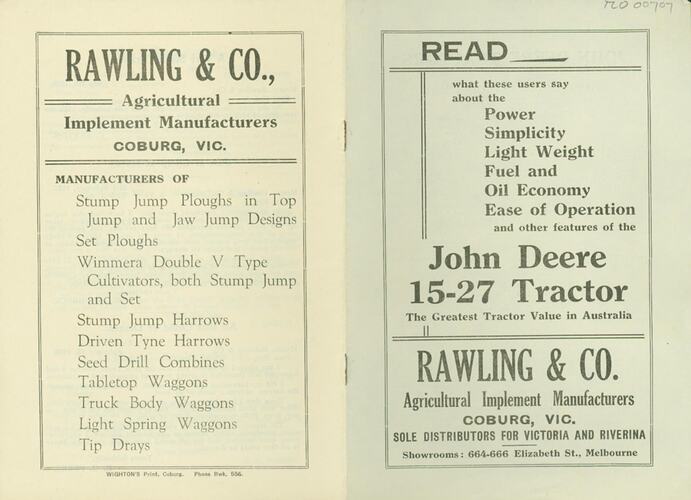 RAWLING & CO.,
Agricultural
Implement Manufacturers
COBURG, VIC.
MANUFACTURERS OF
Stump Jump Ploughs in Top
Jump and Jaw Jump Designs
Set Ploughs
Wimmera Double V Type
Cultivators, both Stump Jump
and Set
Stump Jump Harrows
Driven Tyne Harrows
Seed Drill Combines
Tabletop Waggons
Truck Body Waggons
Light Spring Waggons
Tip Drays
WIGHTON'S Print, Coburg. Phone Bwk, 556.
READ
what these users say
about the
Power
Simplicity
Light Weight
Fuel and
Oil Economy
Ease of Operation
and other features of the
John Deere
15-27 Tractor
The Greatest Tractor Value in Australia
RAWLING & CO.
Agricultural Implement Manufacturers
COBURG, VIC.
SOLE DISTRIBUTORS FOR VICTORIA AND RIVERINA
Showrooms: 664-666 Elizabeth St., Melbourne